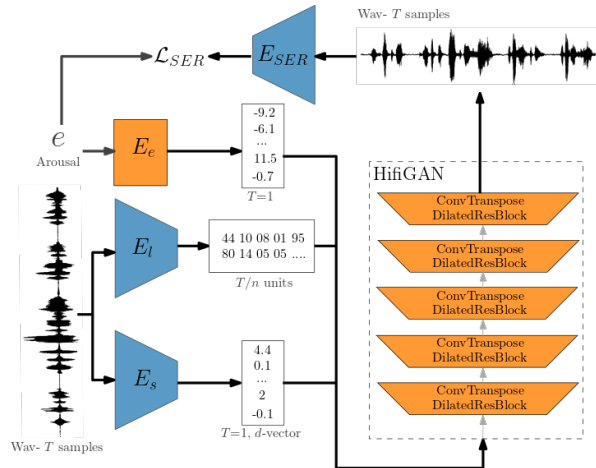 Wav- T samples
L_SER
E_SER
e
Arousal
E_e
-9.2
-6.1
...
11.5
-0.7
T=1
HifiGAN
ConvTranspose
DilatedResBlock
E_l
44 10 08 01 95
80 14 05 05 ....
T/n units
ConvTranspose
DilatedResBlock
ConvTranspose
DilatedResBlock
E_s
4.4
0.1
...
2
-0.1
T=1, d-vector
ConvTranspose
DilatedResBlock
ConvTranspose
DilatedResBlock
Wav- T samples